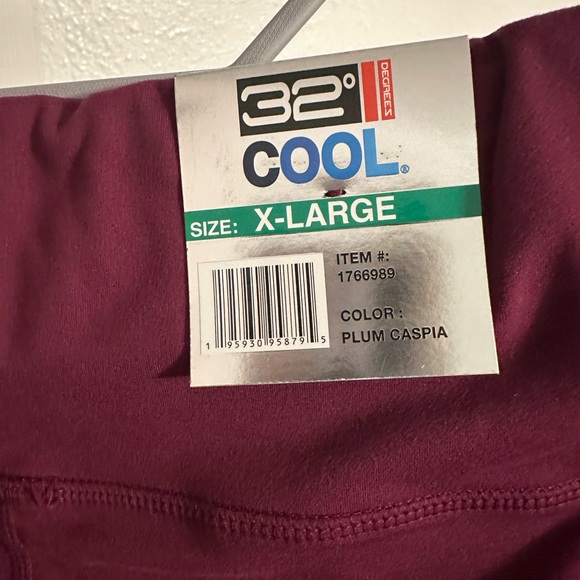 32° DEGREES
COOL®
SIZE: X-LARGE
ITEM #:
1766989
COLOR :
PLUM CASPIA
1 95930 95879 5